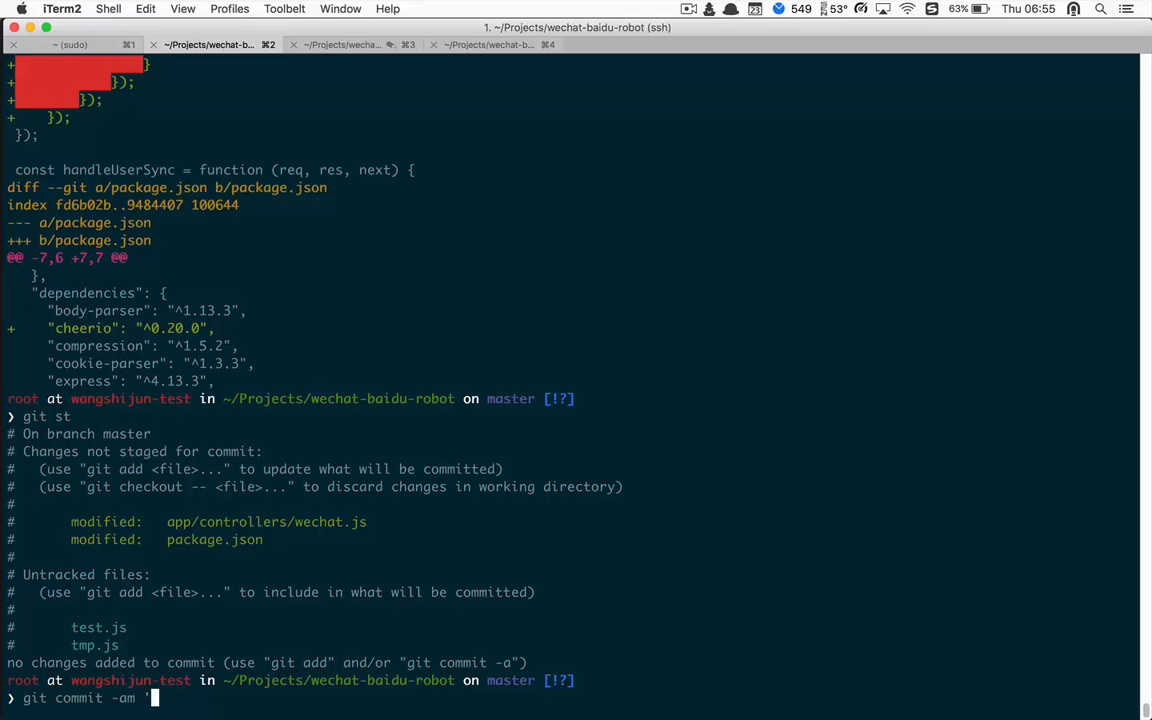 iTerm2 Shell Edit View Profiles Toolbelt Window Help 23 549 53° 63% Thu 06:55
1. ~/Projects/wechat-baidu-robot (ssh)
~ (sudo) ⌘1 ~/Projects/wechat-b... ⌘2 ~/Projects/wecha... ⌘3 ~/Projects/wechat-b... ⌘4
+ }
+ });
+ });
+ });
});
const handleUserSync = function (req, res, next) {
diff --git a/package.json b/package.json
index fd6b02b..9484407 100644
--- a/package.json
+++ b/package.json
@@ -7,6 +7,7 @@
},
"dependencies": {
"body-parser": "^1.13.3",
+ "cheerio": "^0.20.0",
"compression": "^1.5.2",
"cookie-parser": "^1.3.3",
"express": "^4.13.3",
root at wangshijun-test in ~/Projects/wechat-baidu-robot on master [!?]
❯ git st
# On branch master
# Changes not staged for commit:
# (use "git add <file>..." to update what will be committed)
# (use "git checkout -- <file>..." to discard changes in working directory)
#
# modified: app/controllers/wechat.js
# modified: package.json
#
# Untracked files:
# (use "git add <file>..." to include in what will be committed)
#
# test.js
# tmp.js
no changes added to commit (use "git add" and/or "git commit -a")
root at wangshijun-test in ~/Projects/wechat-baidu-robot on master [!?]
❯ git commit -am '